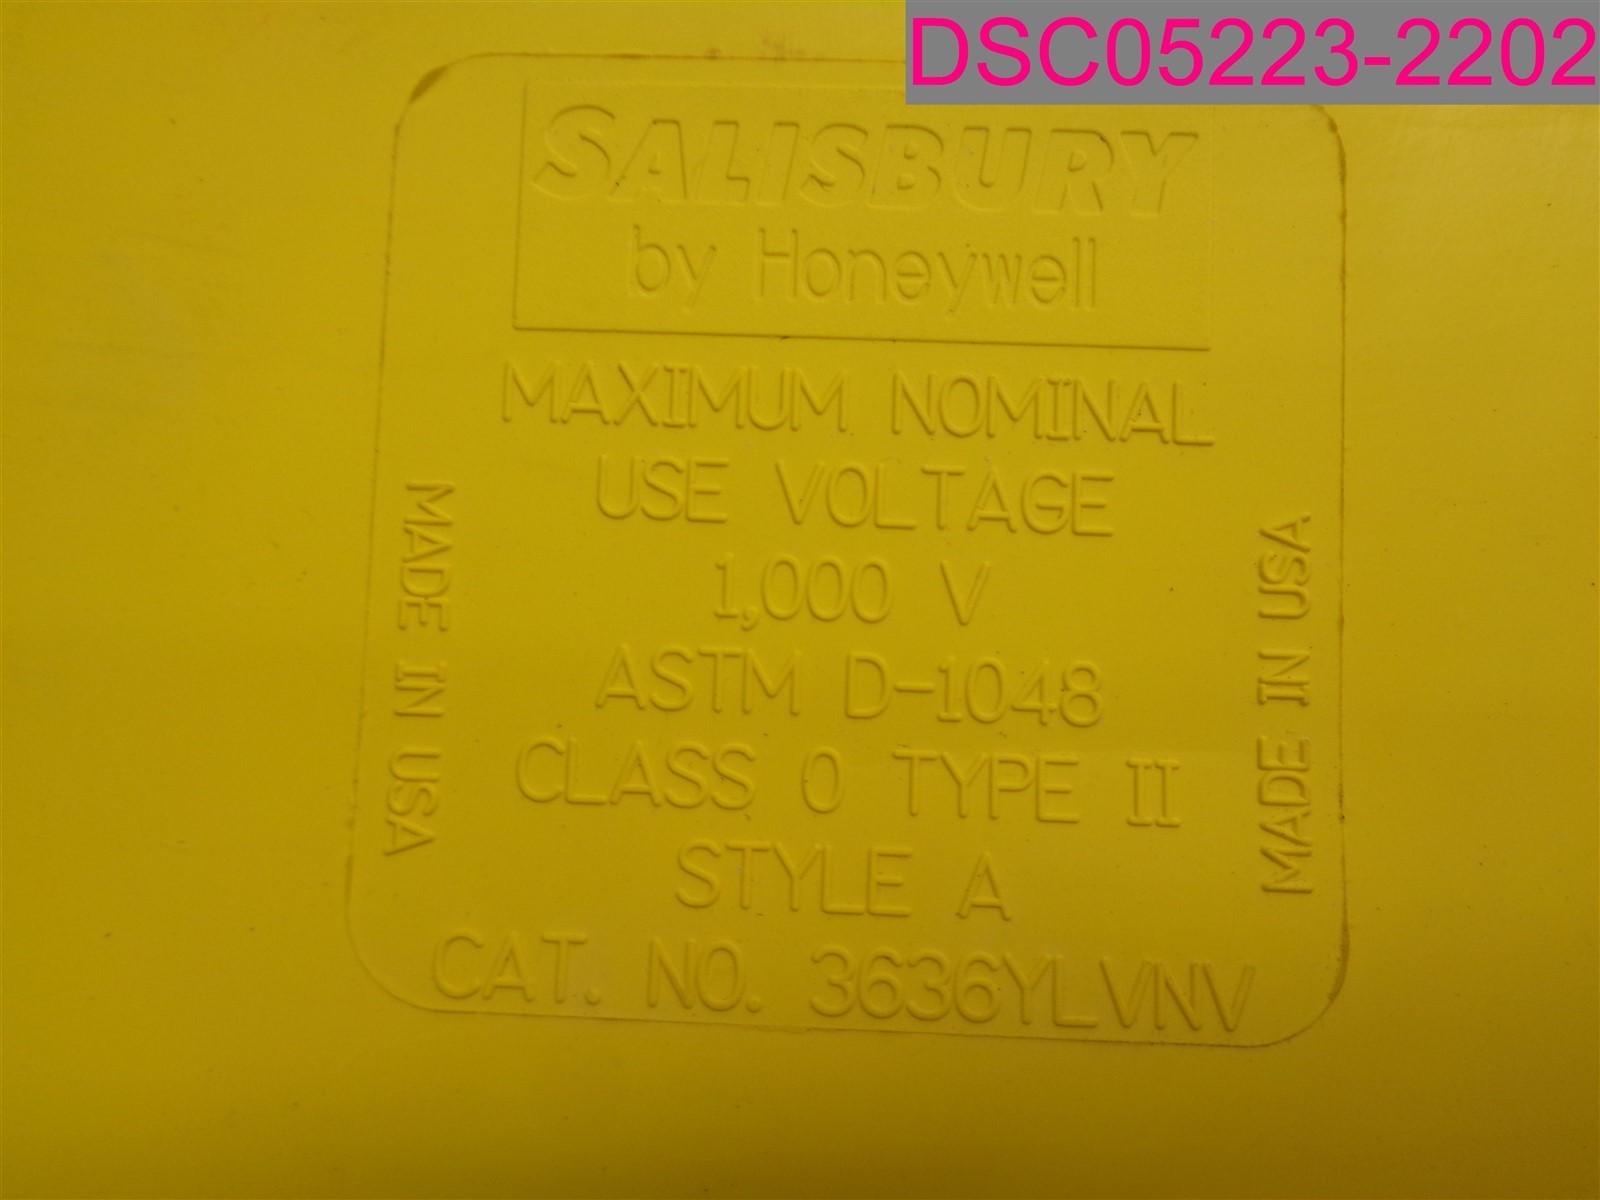 DSC05223-2202
SALISBURY
by Honeywell
MAXIMUM NOMINAL
USE VOLTAGE
1,000 V
ASTM D-1048
CLASS 0 TYPE II
STYLE A
CAT. NO. 3636YLVNV
MADE IN USA
MADE IN USA